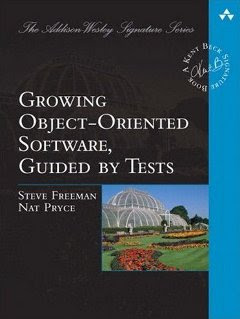 The Addison Wesley Signature Series
A KENT BECK SIGNATURE BOOK
GROWING
OBJECT-ORIENTED
SOFTWARE,
GUIDED BY TESTS
STEVE FREEMAN
NAT PRYCE